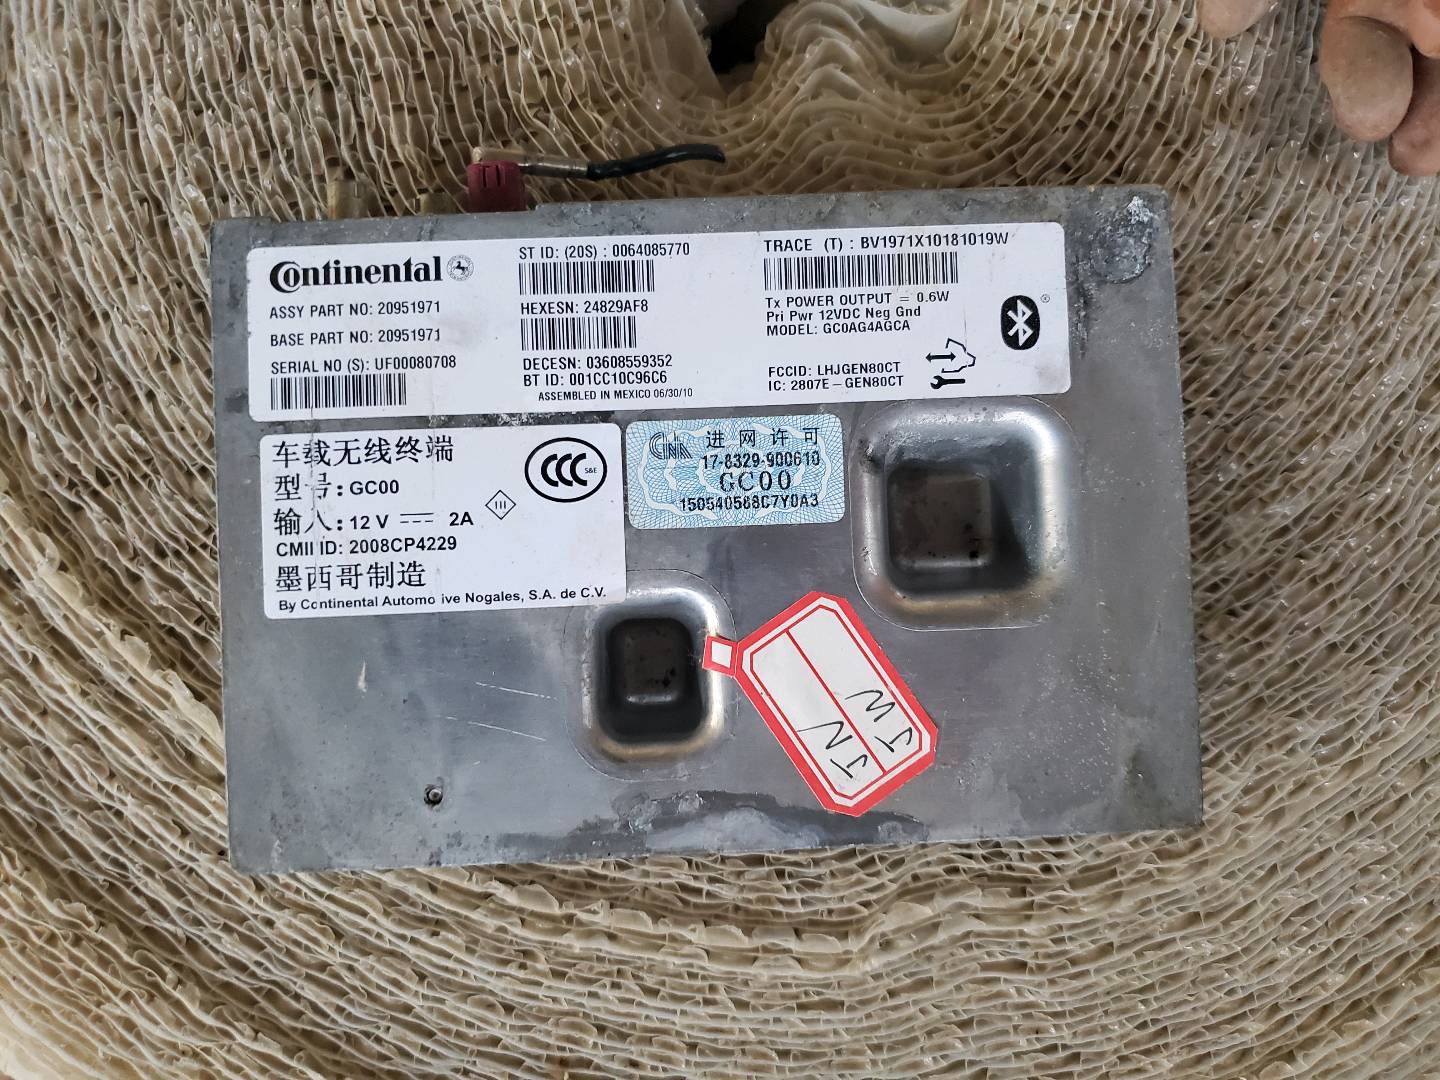 Continental
ASSY PART NO: 20951971
BASE PART NO: 20951971
SERIAL NO (S): UF00080708
ST ID: (20S) : 0064085770
HEXESN: 24829AF8
DECESN: 03608559352
BT ID: 001CC10C96C6
ASSEMBLED IN MEXICO 06/30/10
TRACE (T) : BV1971X10181019W
Tx POWER OUTPUT = 0.6W
Pri Pwr 12VDC Neg Gnd
MODEL: GC0AG4AGCA
FCCID: LHJGEN80CT
IC: 2807E-GEN80CT
车载无线终端
型号: GC00
输入: 12 V 2A
CMII ID: 2008CP4229
墨西哥制造
By Continental Automotive Nogales, S.A. de C.V.
CCC S&E
进网许可
17-8329-900610
GC00
150540588C7Y0A3
JN
JW